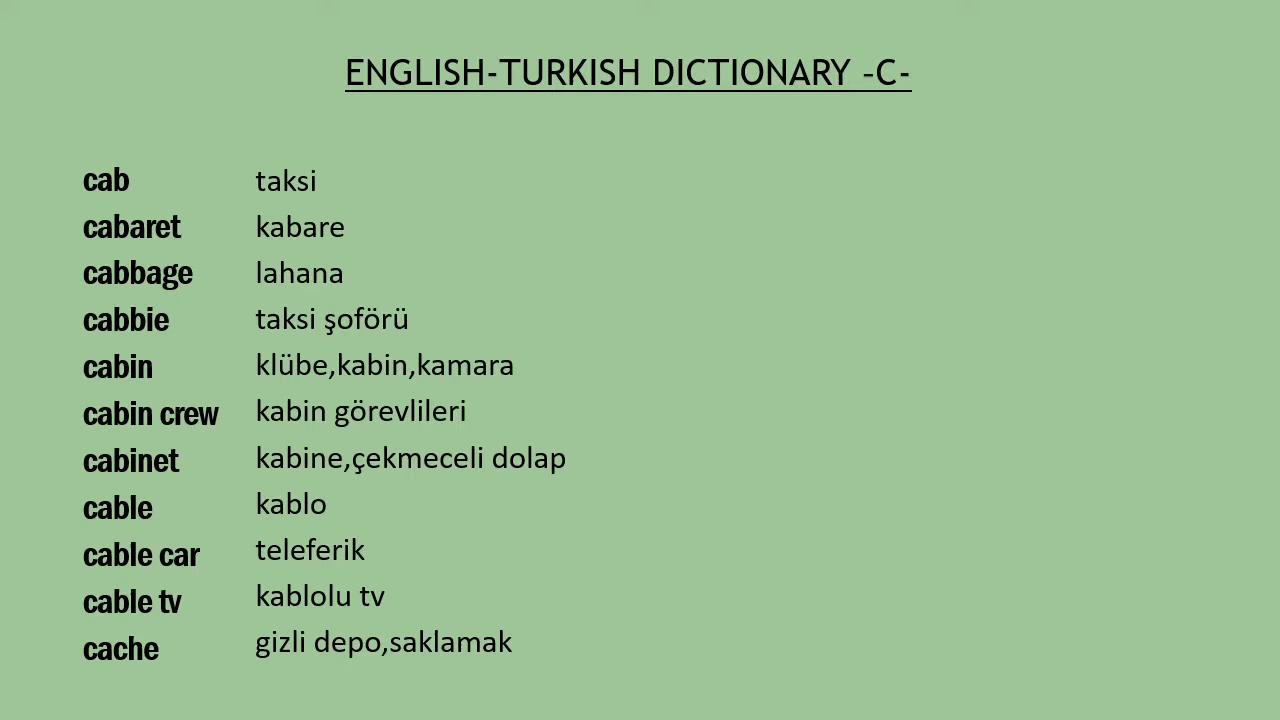 ENGLISH-TURKISH DICTIONARY –C-
cab taksi
cabaret kabare
cabbage lahana
cabbie taksi şoförü
cabin klübe,kabin,kamara
cabin crew kabin görevlileri
cabinet kabine,çekmeceli dolap
cable kablo
cable car teleferik
cable tv kablolu tv
cache gizli depo,saklamak